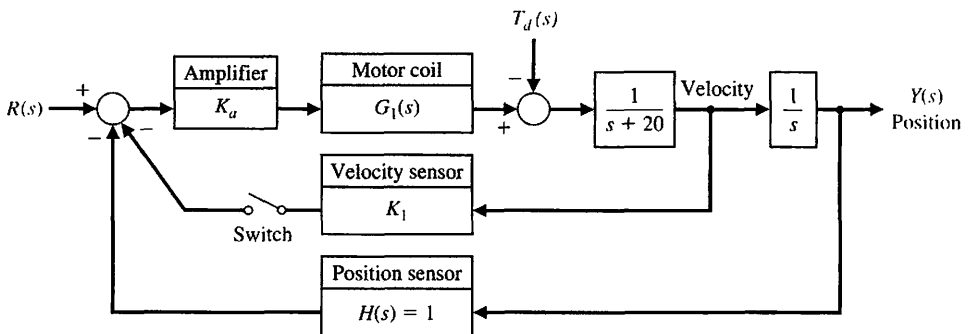 T_d(s)
Amplifier
Motor coil
−
R(s)
+
K_a
G_1(s)
+
1
s + 20
Velocity
1
s
Y(s)
Position
−
−
Velocity sensor
K_1
Switch
Position sensor
H(s) = 1